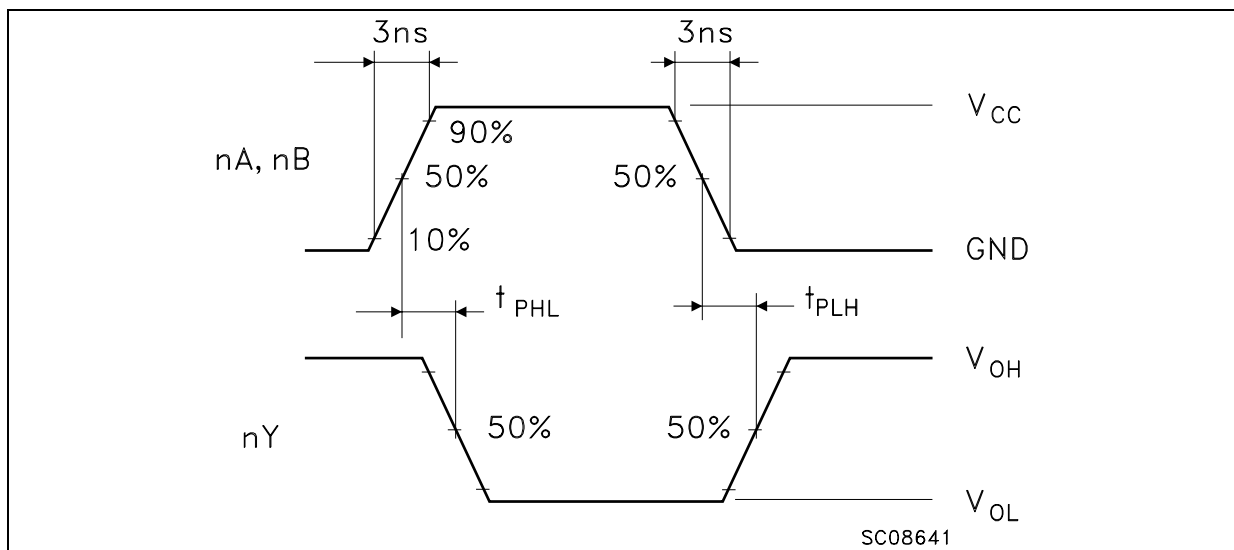 3ns 3ns
V_CC
90%
nA, nB 50% 50%
10% GND
t_PHL t_PLH
V_OH
50% 50%
nY
V_OL
SC08641